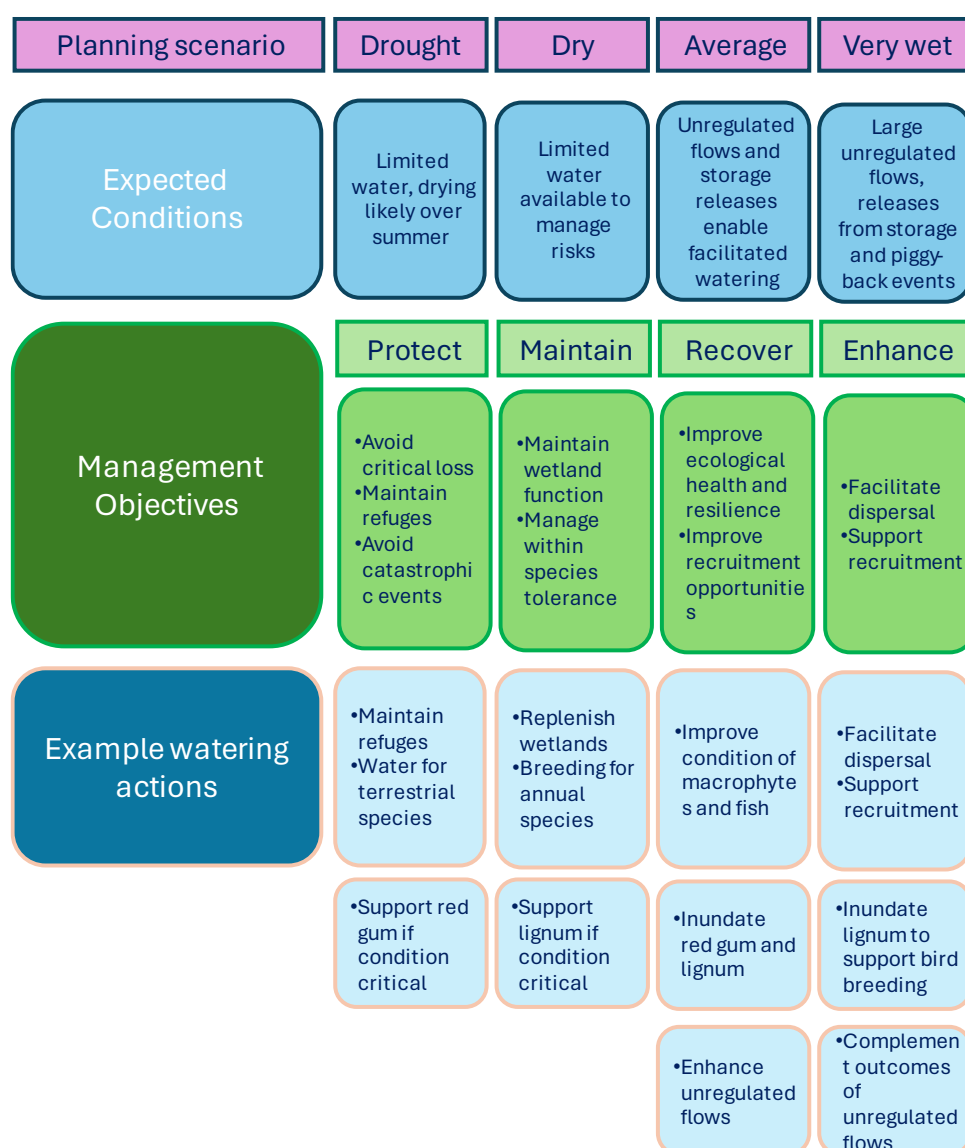 Planning scenario
Drought
Dry
Average
Very wet
Expected
Conditions
Limited
water, drying
likely over
summer
Limited
water
available to
manage
risks
Unregulated
flows and
storage
releases
enable
facilitated
watering
Large
unregulated
flows,
releases
from storage
and piggy-
back events
Management
Objectives
Protect
Maintain
Recover
Enhance
•Avoid
critical loss
•Maintain
refuges
•Avoid
catastrophi
c events
•Maintain
wetland
function
•Manage
within
species
tolerance
•Improve
ecological
health and
resilience
•Improve
recruitment
opportunitie
s
•Facilitate
dispersal
•Support
recruitment
Example watering
actions
•Maintain
refuges
•Water for
terrestrial
species
•Replenish
wetlands
•Breeding for
annual
species
•Improve
condition of
macrophyte
s and fish
•Facilitate
dispersal
•Support
recruitment
•Support red
gum if
condition
critical
•Support
lignum if
condition
critical
•Inundate
red gum and
lignum
•Inundate
lignum to
support bird
breeding
•Enhance
unregulated
flows
•Complemen
t outcomes
of
unregulated
flows